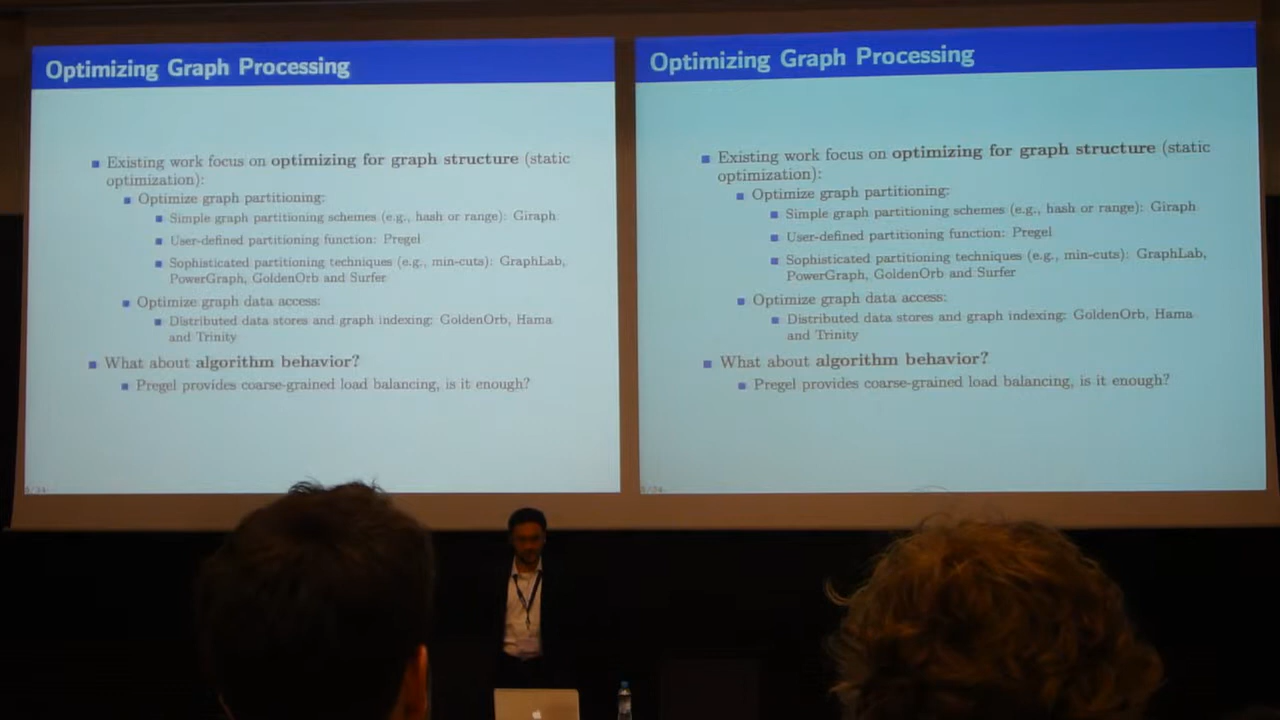 Optimizing Graph Processing
Existing work focus on optimizing for graph structure (static
optimization):
Optimize graph partitioning:
Simple graph partitioning schemes (e.g., hash or range): Giraph
User-defined partitioning function: Pregel
Sophisticated partitioning techniques (e.g., min-cuts): GraphLab,
PowerGraph, GoldenOrb and Surfer
Optimize graph data access:
Distributed data stores and graph indexing: GoldenOrb, Hama
and Trinity
What about algorithm behavior?
Pregel provides coarse-grained load balancing, is it enough?
Optimizing Graph Processing
Existing work focus on optimizing for graph structure (static
optimization):
Optimize graph partitioning:
Simple graph partitioning schemes (e.g., hash or range): Giraph
User-defined partitioning function: Pregel
Sophisticated partitioning techniques (e.g., min-cuts): GraphLab,
PowerGraph, GoldenOrb and Surfer
Optimize graph data access:
Distributed data stores and graph indexing: GoldenOrb, Hama
and Trinity
What about algorithm behavior?
Pregel provides coarse-grained load balancing, is it enough?